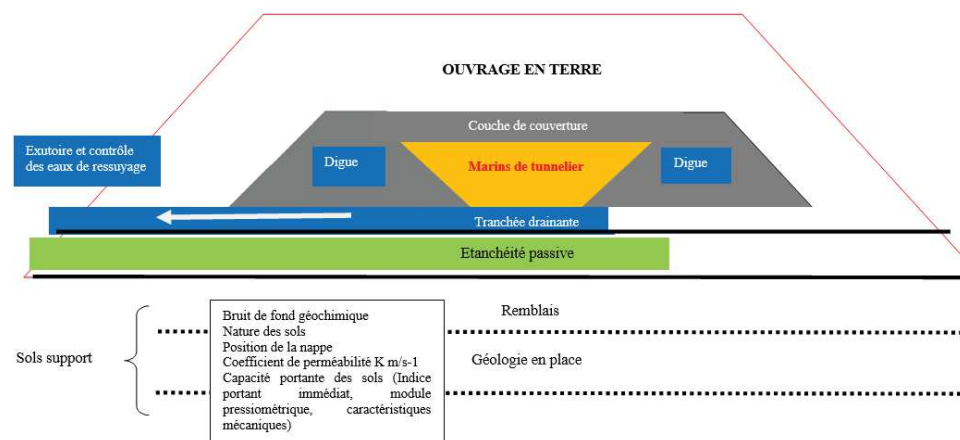 OUVRAGE EN TERRE
Couche de couverture
Exutoire et contrôle
des eaux de ressuyage
Digue
Marins de tunnelier
Digue
Tranchée drainante
Etanchéité passive
Sols support
Bruit de fond géochimique
Nature des sols
Position de la nappe
Coefficient de perméabilité K m/s-1
Capacité portante des sols (Indice
portant immédiat, module
pressiométrique, caractéristiques
mécaniques)
Remblais
Géologie en place